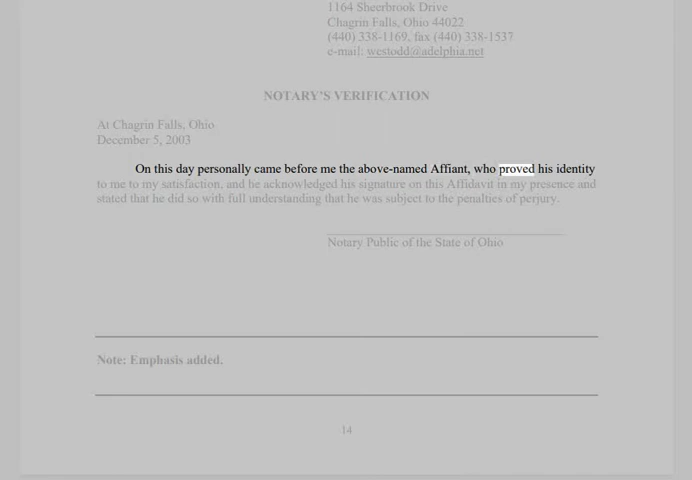 1164 Sheerbrook Drive
Chagrin Falls, Ohio 44022
(440) 338-1169, fax (440) 338-1537
e-mail: westodd@adelphia.net
NOTARY'S VERIFICATION
At Chagrin Falls, Ohio
December 5, 2003
On this day personally came before me the above-named Affiant, who proved his identity
to me to my satisfaction, and he acknowledged his signature on this Affidavit in my presence and
stated that he did so with full understanding that he was subject to the penalties of perjury.
Notary Public of the State of Ohio
Note: Emphasis added.
14